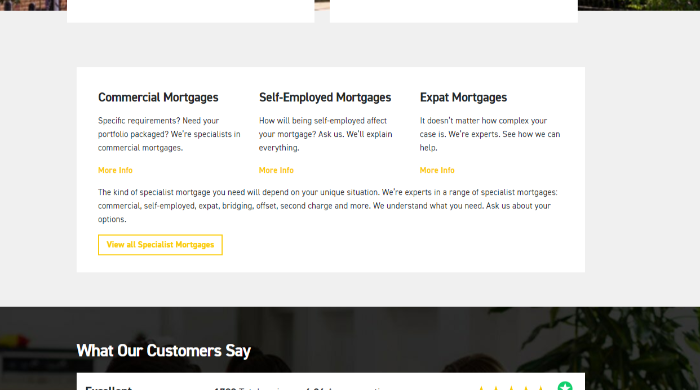 Commercial Mortgages
Specific requirements? Need your
portfolio packaged? We're specialists in
commercial mortgages.
More Info
Self-Employed Mortgages
How will being self-employed affect
your mortgage? Ask us. We'll explain
everything.
More Info
Expat Mortgages
It doesn't matter how complex your
case is. We're experts. See how we can
help.
More Info
The kind of specialist mortgage you need will depend on your unique situation. We're experts in a range of specialist mortgages:
commercial, self-employed, expat, bridging, offset, second charge and more. We understand what you need. Ask us about your
options.
View all Specialist Mortgages
What Our Customers Say
Excellent